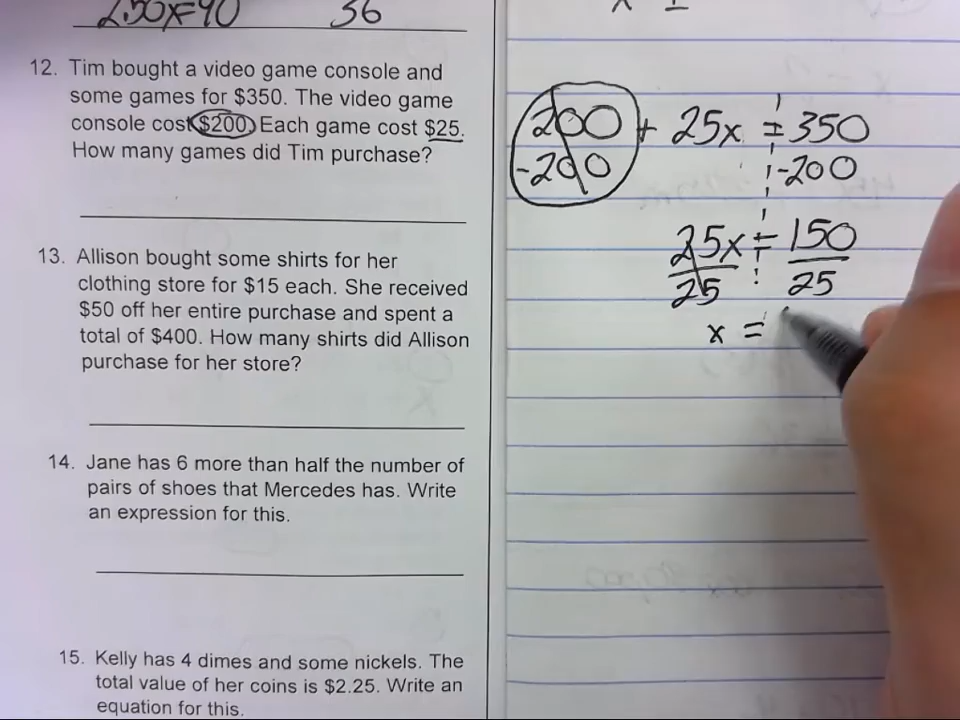 250x=90 36
12. Tim bought a video game console and
some games for $350. The video game
console cost $200. Each game cost $25.
How many games did Tim purchase?
13. Allison bought some shirts for her
clothing store for $15 each. She received
$50 off her entire purchase and spent a
total of $400. How many shirts did Allison
purchase for her store?
14. Jane has 6 more than half the number of
pairs of shoes that Mercedes has. Write
an expression for this.
15. Kelly has 4 dimes and some nickels. The
total value of her coins is $2.25. Write an
equation for this.
200 + 25x = 350
-200 -200
25x = 150
25 25
x =